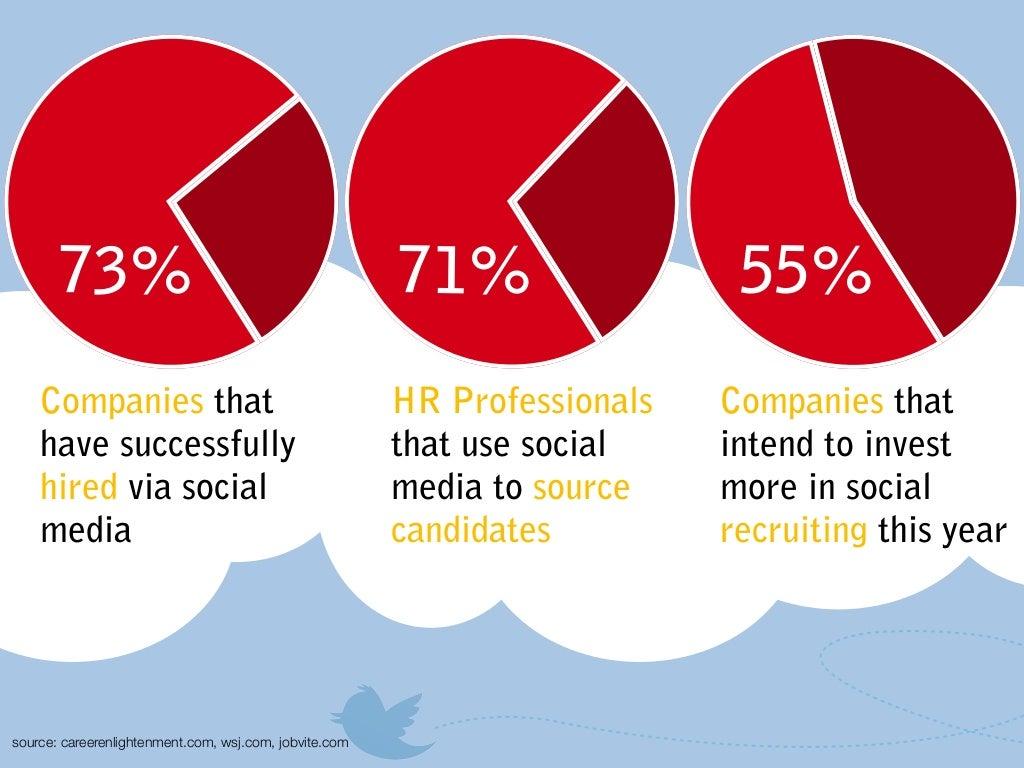 73%
71%
55%
Companies that
have successfully
hired via social
media
HR Professionals
that use social
media to source
candidates
Companies that
intend to invest
more in social
recruiting this year
source: careerenlightenment.com, wsj.com, jobvite.com